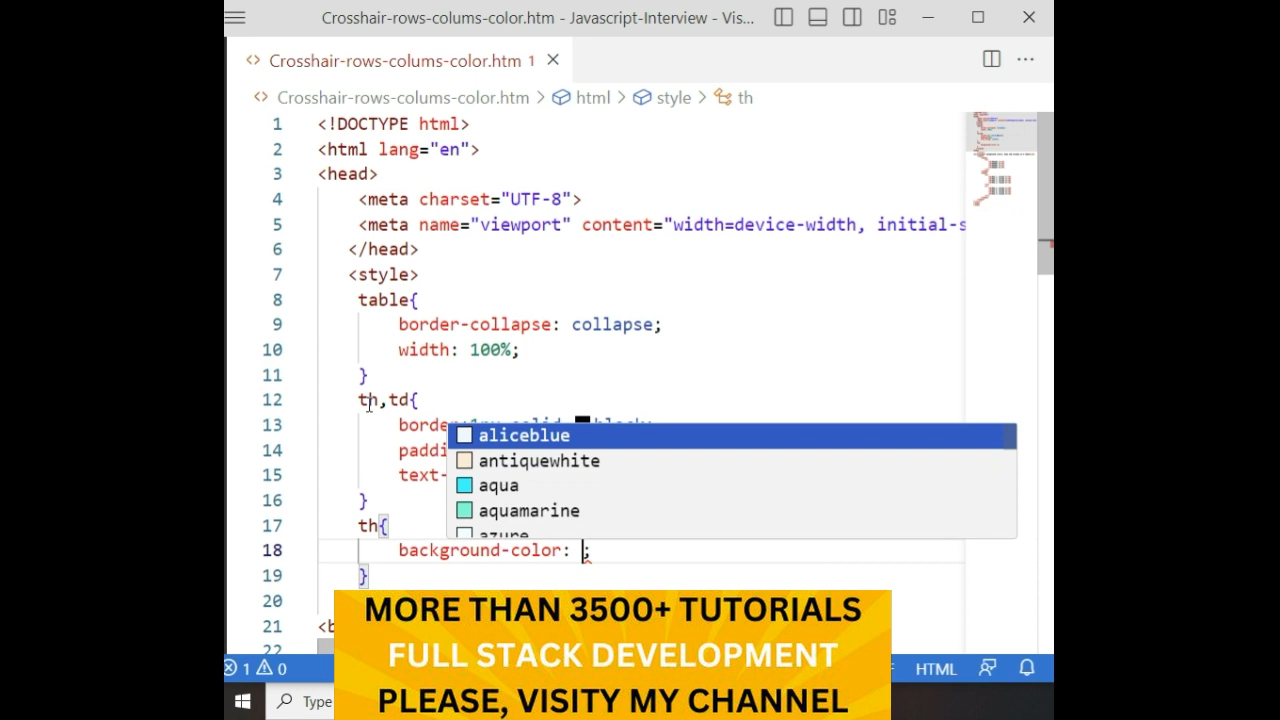 Crosshair-rows-colums-color.htm - Javascript-Interview - Vis...
Crosshair-rows-colums-color.htm 1
Crosshair-rows-colums-color.htm > html > style > th
1 <!DOCTYPE html>
2 <html lang="en">
3 <head>
4 <meta charset="UTF-8">
5 <meta name="viewport" content="width=device-width, initial-s
6 </head>
7 <style>
8 table{
9 border-collapse: collapse;
10 width: 100%;
11 }
12 th,td{
13 borde
14 paddi
15 text-
16 }
17 th{
18 background-color: ;
19 }
20
21 <b
22
aliceblue
antiquewhite
aqua
aquamarine
azure
MORE THAN 3500+ TUTORIALS
FULL STACK DEVELOPMENT
PLEASE, VISITY MY CHANNEL
1 0
HTML
Type